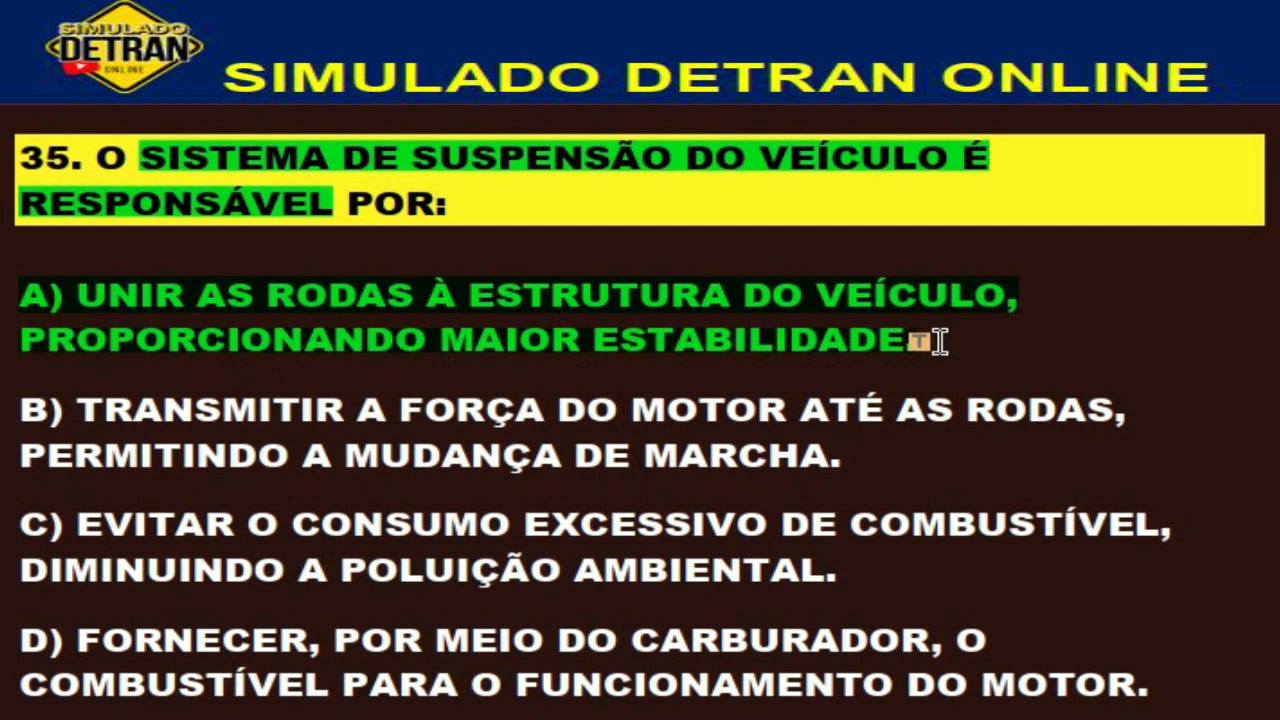 SIMULADO
DETRAN
ONLINE
SIMULADO DETRAN ONLINE
35. O SISTEMA DE SUSPENSÃO DO VEÍCULO É
RESPONSÁVEL POR:
A) UNIR AS RODAS À ESTRUTURA DO VEÍCULO,
PROPORCIONANDO MAIOR ESTABILIDADE.
B) TRANSMITIR A FORÇA DO MOTOR ATÉ AS RODAS,
PERMITINDO A MUDANÇA DE MARCHA.
C) EVITAR O CONSUMO EXCESSIVO DE COMBUSTÍVEL,
DIMINUINDO A POLUIÇÃO AMBIENTAL.
D) FORNECER, POR MEIO DO CARBURADOR, O
COMBUSTÍVEL PARA O FUNCIONAMENTO DO MOTOR.